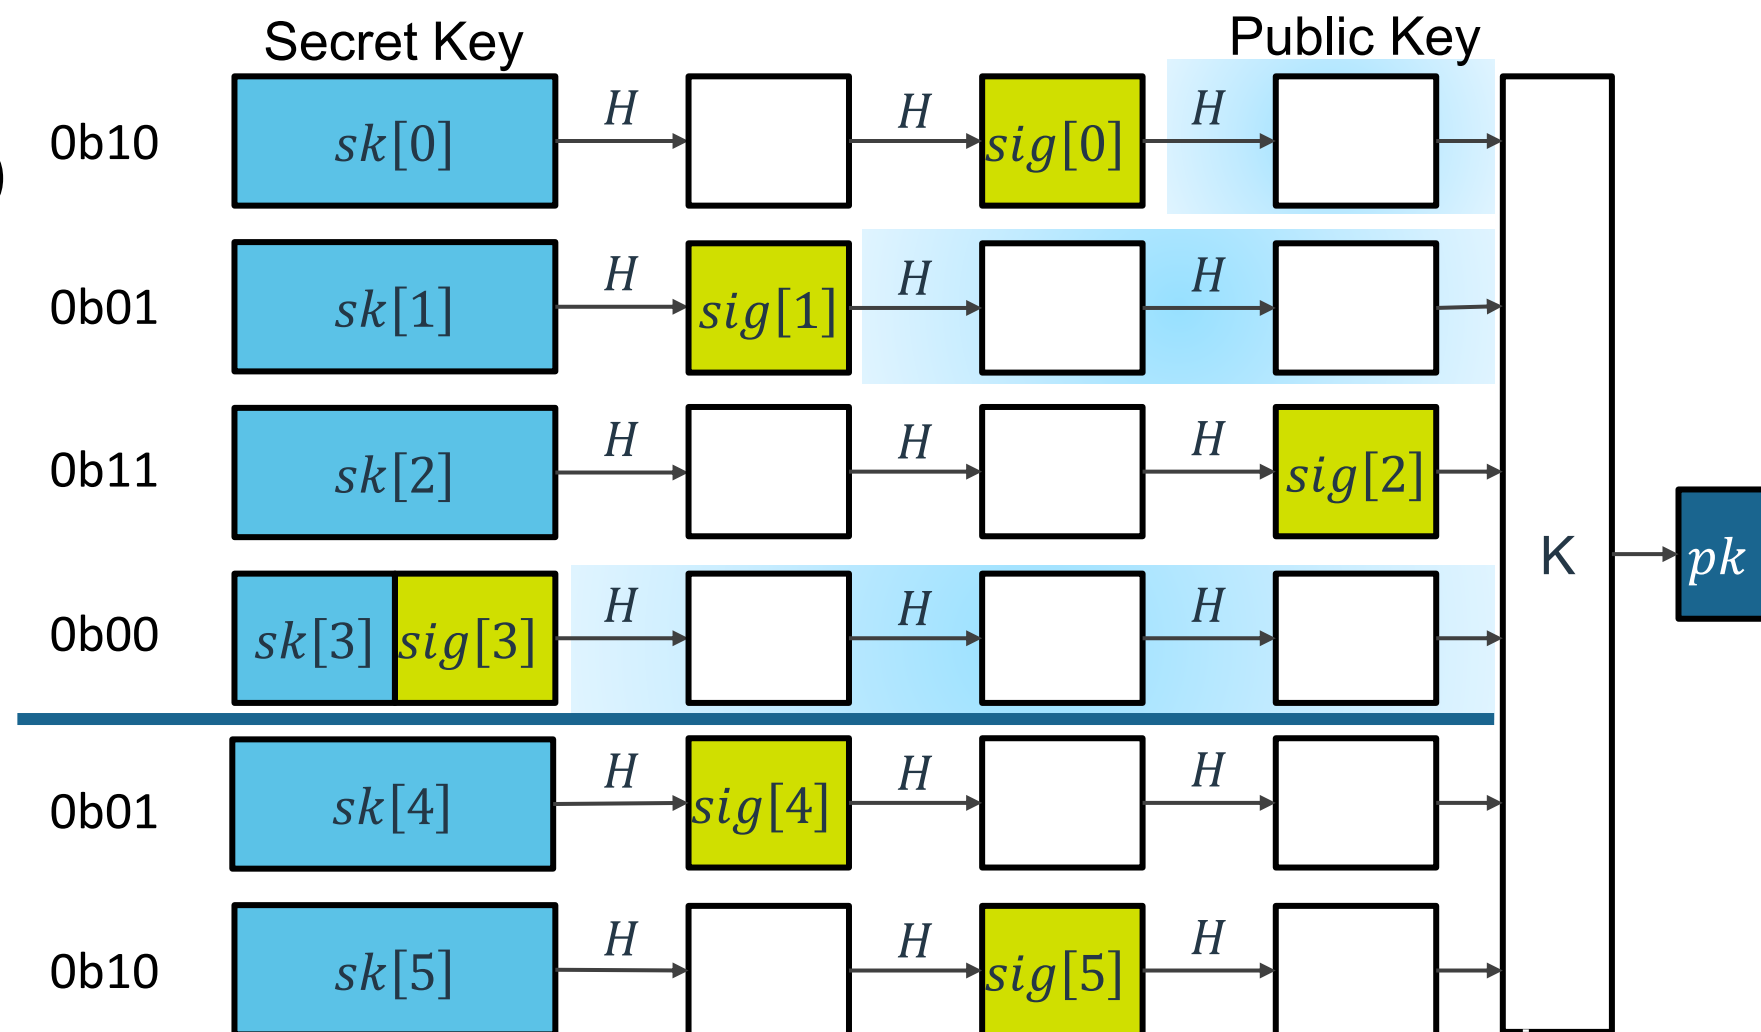 Secret Key Public Key
0b10 sk[0] H H sig[0] H
)
0b01 sk[1] H sig[1] H H
0b11 sk[2] H H H sig[2]
K pk
0b00 sk[3] sig[3] H H H
0b01 sk[4] H sig[4] H H
0b10 sk[5] H H sig[5] H